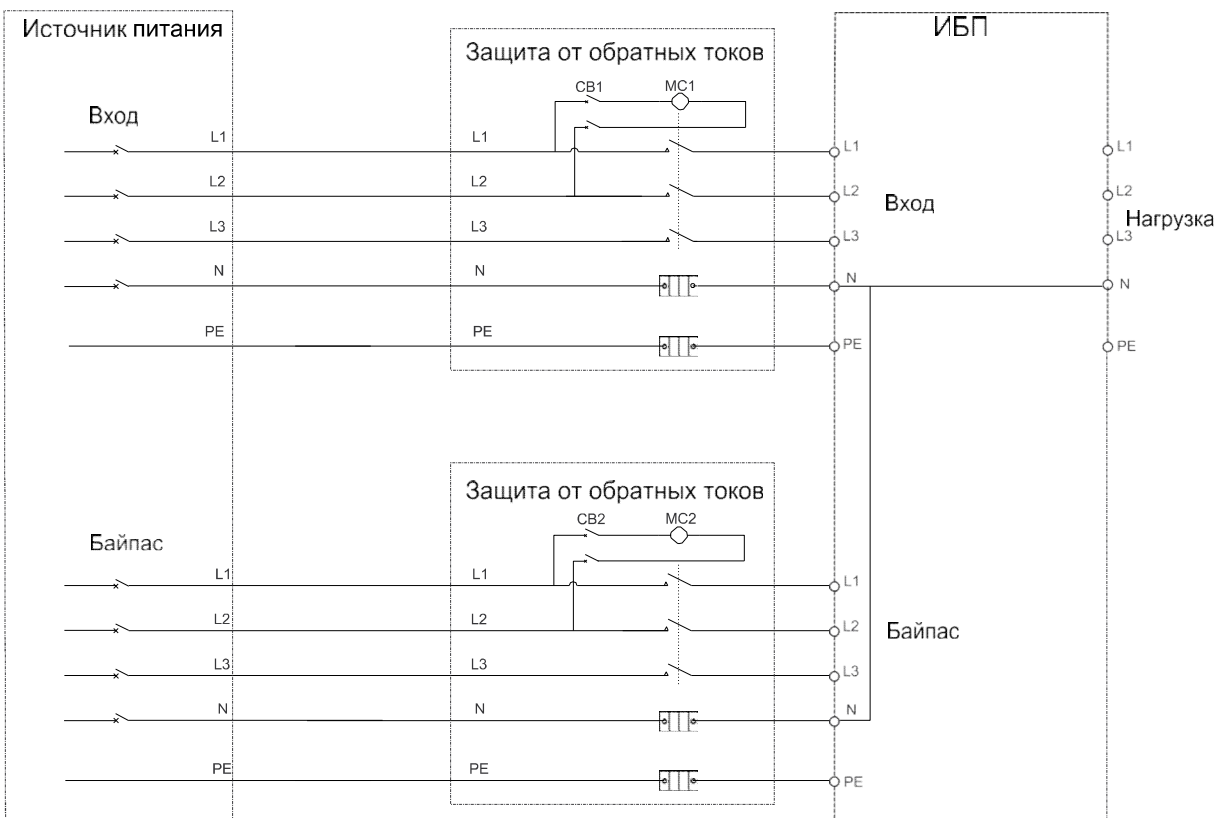 Источник питания
Защита от обратных токов
ИБП
CB1 MC1
Вход
L1 L1 L1 L1
L2 L2 L2 L2
Вход
Нагрузка
L3 L3 L3 L3
N N N N
PE PE PE PE
Защита от обратных токов
CB2 MC2
Байпас
L1 L1 L1
L2 L2 L2
Байпас
L3 L3 L3
N N N
PE PE PE